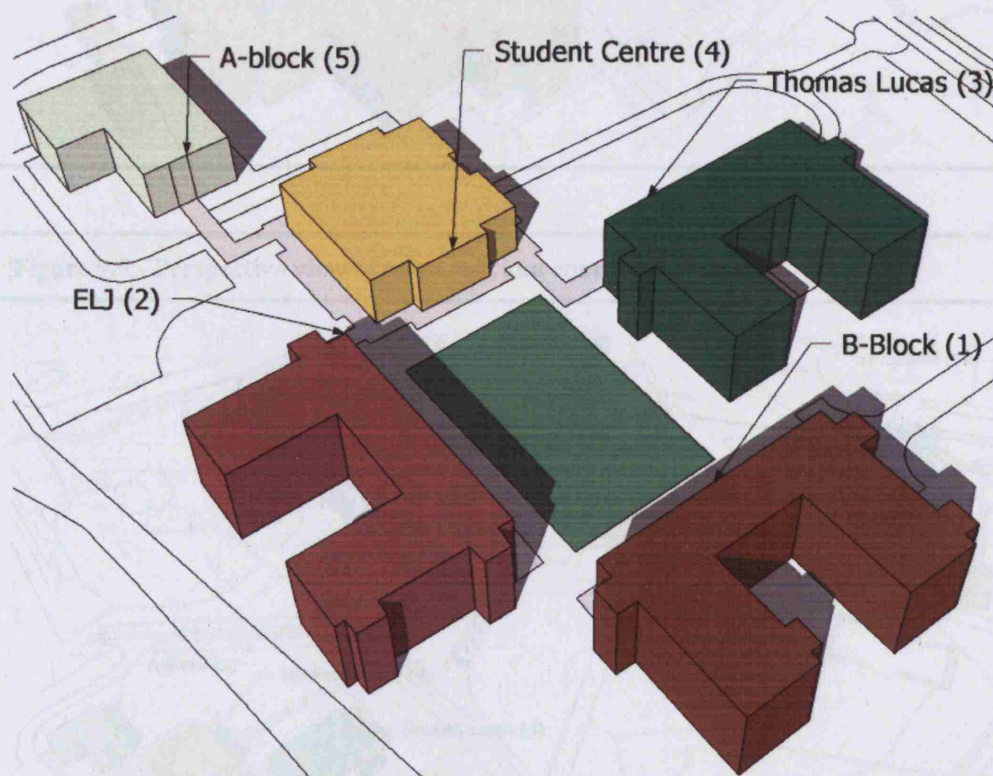 A-block (5)
Student Centre (4)
Thomas Lucas (3)
ELJ (2)
B-Block (1)